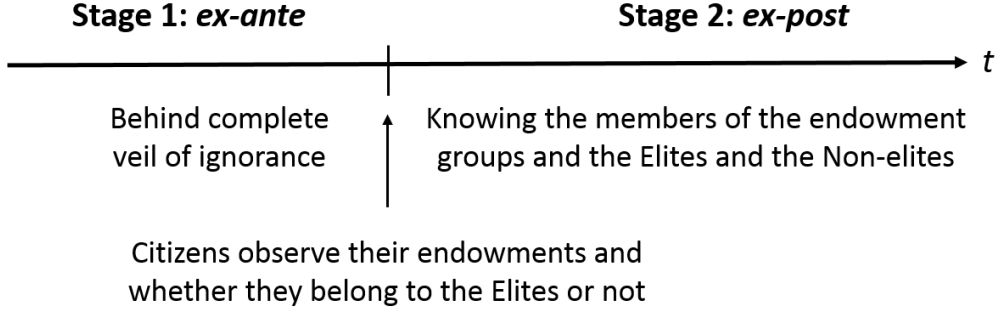 Stage 1: ex-ante
Stage 2: ex-post
t
Behind complete
veil of ignorance
Knowing the members of the endowment
groups and the Elites and the Non-elites
Citizens observe their endowments and
whether they belong to the Elites or not